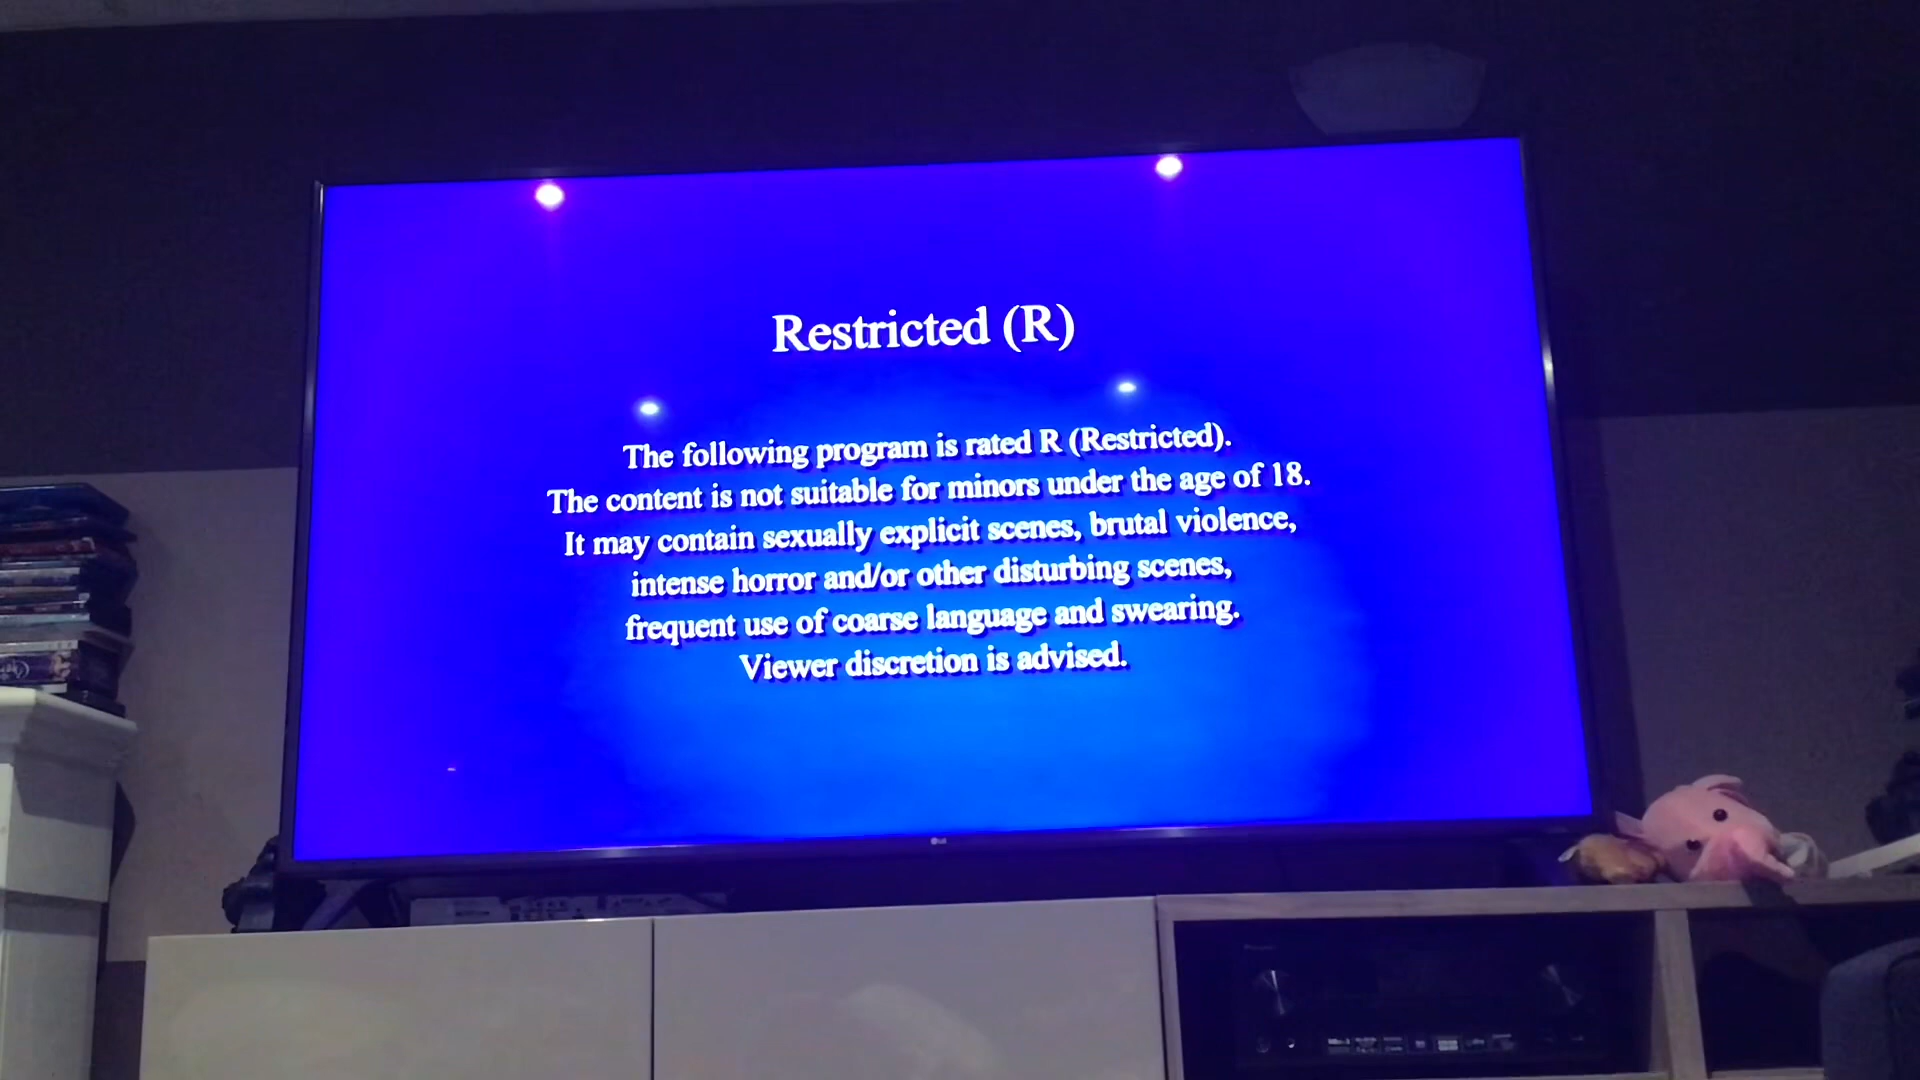 Restricted (R)
The following program is rated R (Restricted).
The content is not suitable for minors under the age of 18.
It may contain sexually explicit scenes, brutal violence,
intense horror and/or other disturbing scenes,
frequent use of coarse language and swearing.
Viewer discretion is advised.
LG